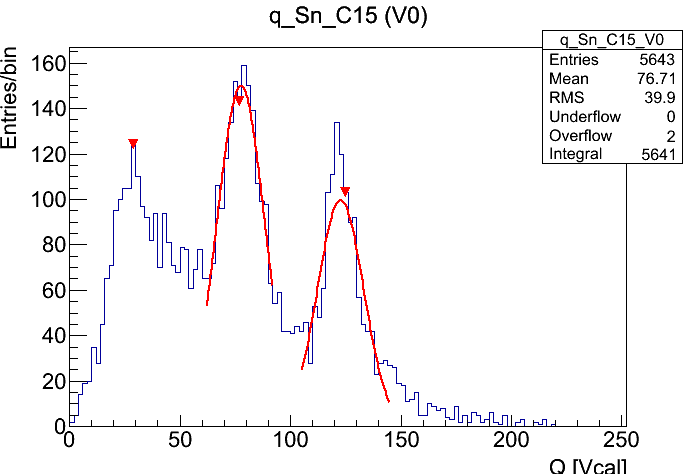 q_Sn_C15 (V0)
q_Sn_C15_V0
Entries 5643
Mean 76.71
RMS 39.9
Underflow 0
Overflow 2
Integral 5641
Entries/bin
160
140
120
100
80
60
40
20
0
0 50 100 150 200 250
Q [Vcal]